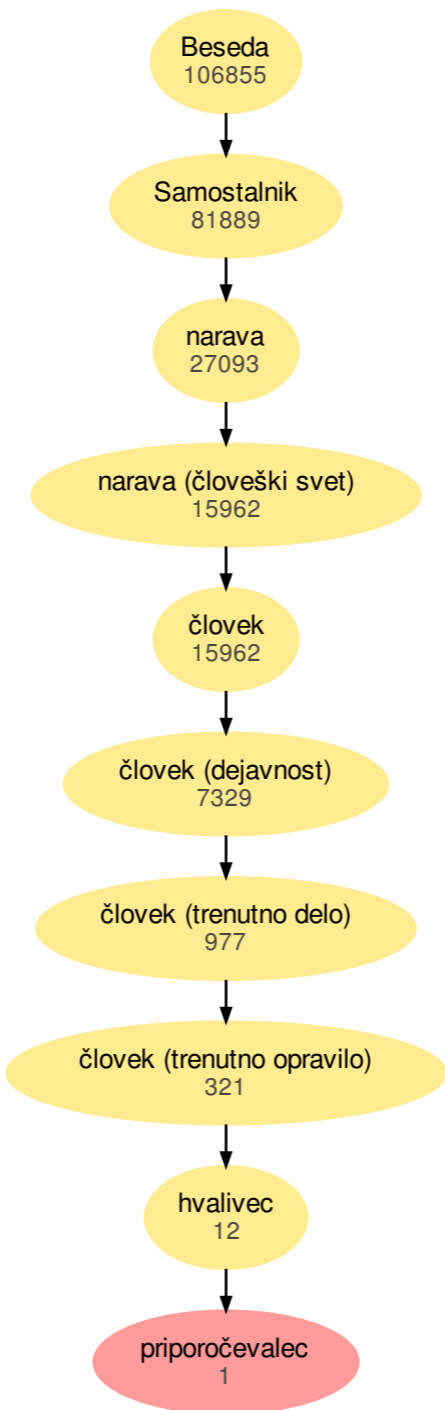 Beseda
106855
Samostalnik
81889
narava
27093
narava (človeški svet)
15962
človek
15962
človek (dejavnost)
7329
človek (trenutno delo)
977
človek (trenutno opravilo)
321
hvalivec
12
priporočevalec
1